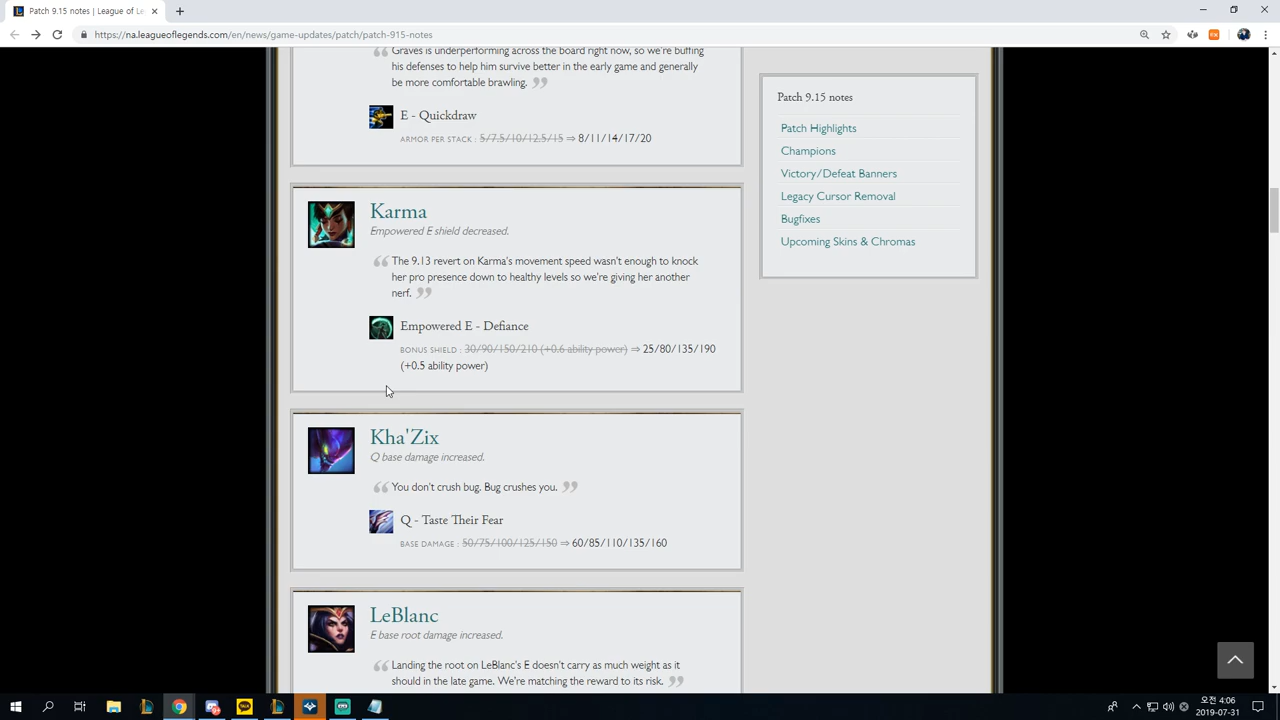 Patch 9.15 notes | League of Le
https://na.leagueoflegends.com/en/news/game-updates/patch/patch-915-notes
Graves is underperforming across the board right now, so we're buffing
his defenses to help him survive better in the early game and generally
be more comfortable brawling.
E - Quickdraw
ARMOR PER STACK : 5/7.5/10/12.5/15 ⇒ 8/11/14/17/20
Karma
Empowered E shield decreased.
The 9.13 revert on Karma's movement speed wasn't enough to knock
her pro presence down to healthy levels so we're giving her another
nerf.
Empowered E - Defiance
BONUS SHIELD : 30/90/150/210 (+0.6 ability power) ⇒ 25/80/135/190
(+0.5 ability power)
Kha'Zix
Q base damage increased.
You don't crush bug. Bug crushes you.
Q - Taste Their Fear
BASE DAMAGE : 50/75/100/125/150 ⇒ 60/85/110/135/160
LeBlanc
E base root damage increased.
Landing the root on LeBlanc's E doesn't carry as much weight as it
should in the late game. We're matching the reward to its risk.
Patch 9.15 notes
Patch Highlights
Champions
Victory/Defeat Banners
Legacy Cursor Removal
Bugfixes
Upcoming Skins & Chromas
TALK
오전 4:06
2019-07-31